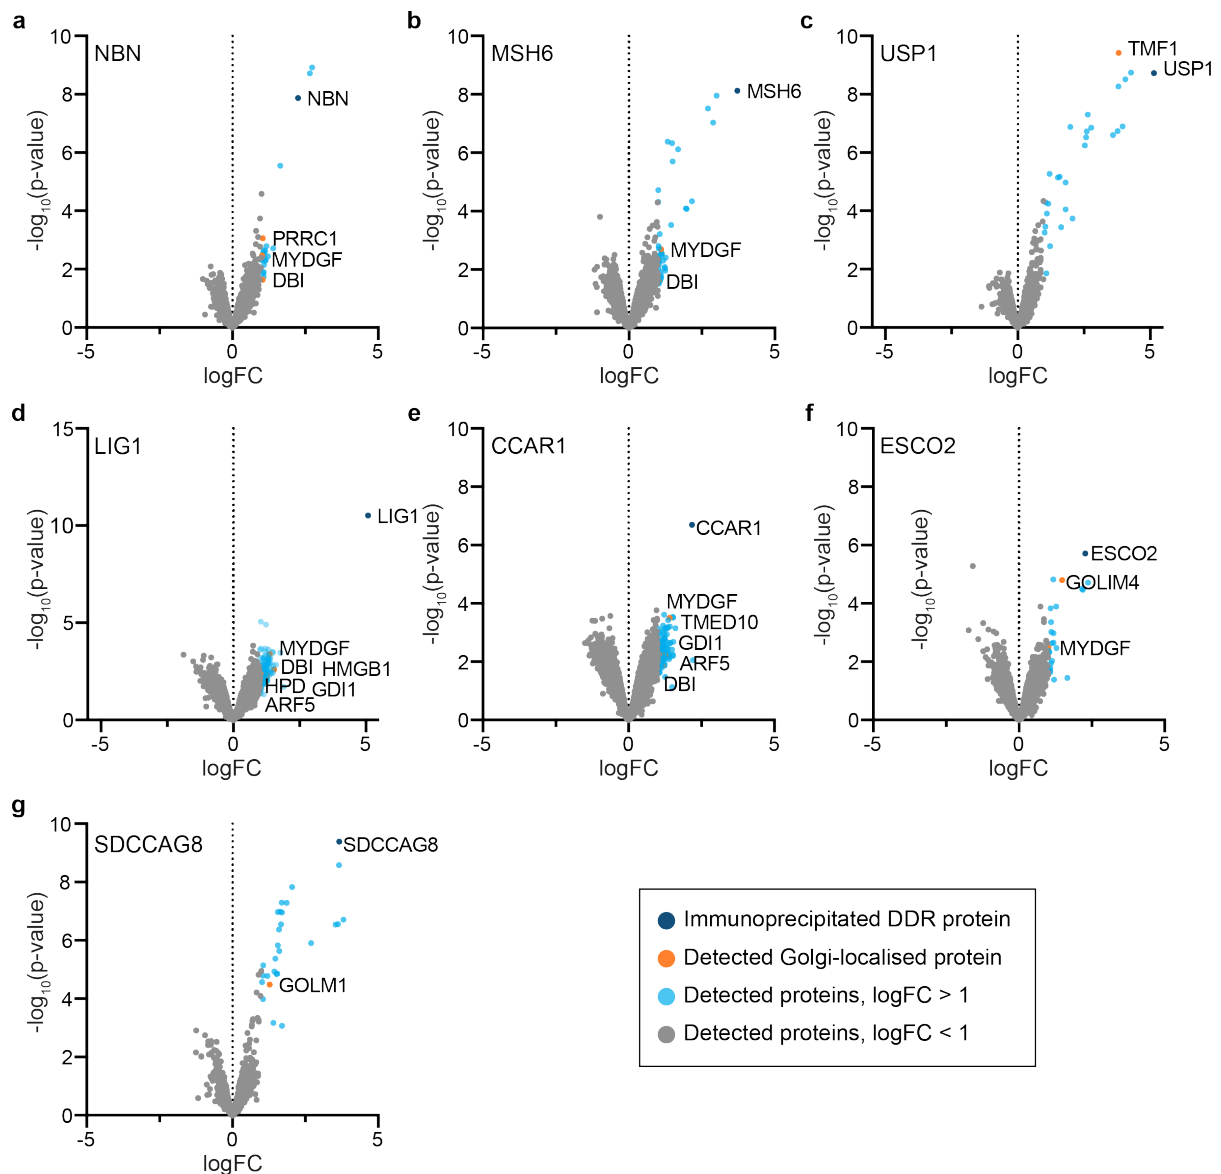 a
NBN
10
8
6
4
2
0
-log10(p-value)
NBN
PRRC1
MYDGF
DBI
-5
0
5
logFC
b
MSH6
10
8
6
4
2
0
-log10(p-value)
MSH6
MYDGF
DBI
-5
0
5
logFC
c
USP1
10
8
6
4
2
0
-log10(p-value)
TMF1
USP1
-5
0
5
logFC
d
LIG1
15
10
5
0
-log10(p-value)
LIG1
MYDGF
DBI HMGB1
HPD GDI1
ARF5
-5
0
5
logFC
e
CCAR1
10
8
6
4
2
0
-log10(p-value)
CCAR1
MYDGF
TMED10
GDI1
ARF5
DBI
-5
0
5
logFC
f
ESCO2
10
8
6
4
2
0
-log10(p-value)
-log10(p-value)
ESCO2
GOLIM4
MYDGF
-5
0
5
logFC
g
SDCCAG8
10
8
6
4
2
0
-log10(p-value)
SDCCAG8
GOLM1
-5
0
5
logFC
Immunoprecipitated DDR protein
Detected Golgi-localised protein
Detected proteins, logFC > 1
Detected proteins, logFC < 1